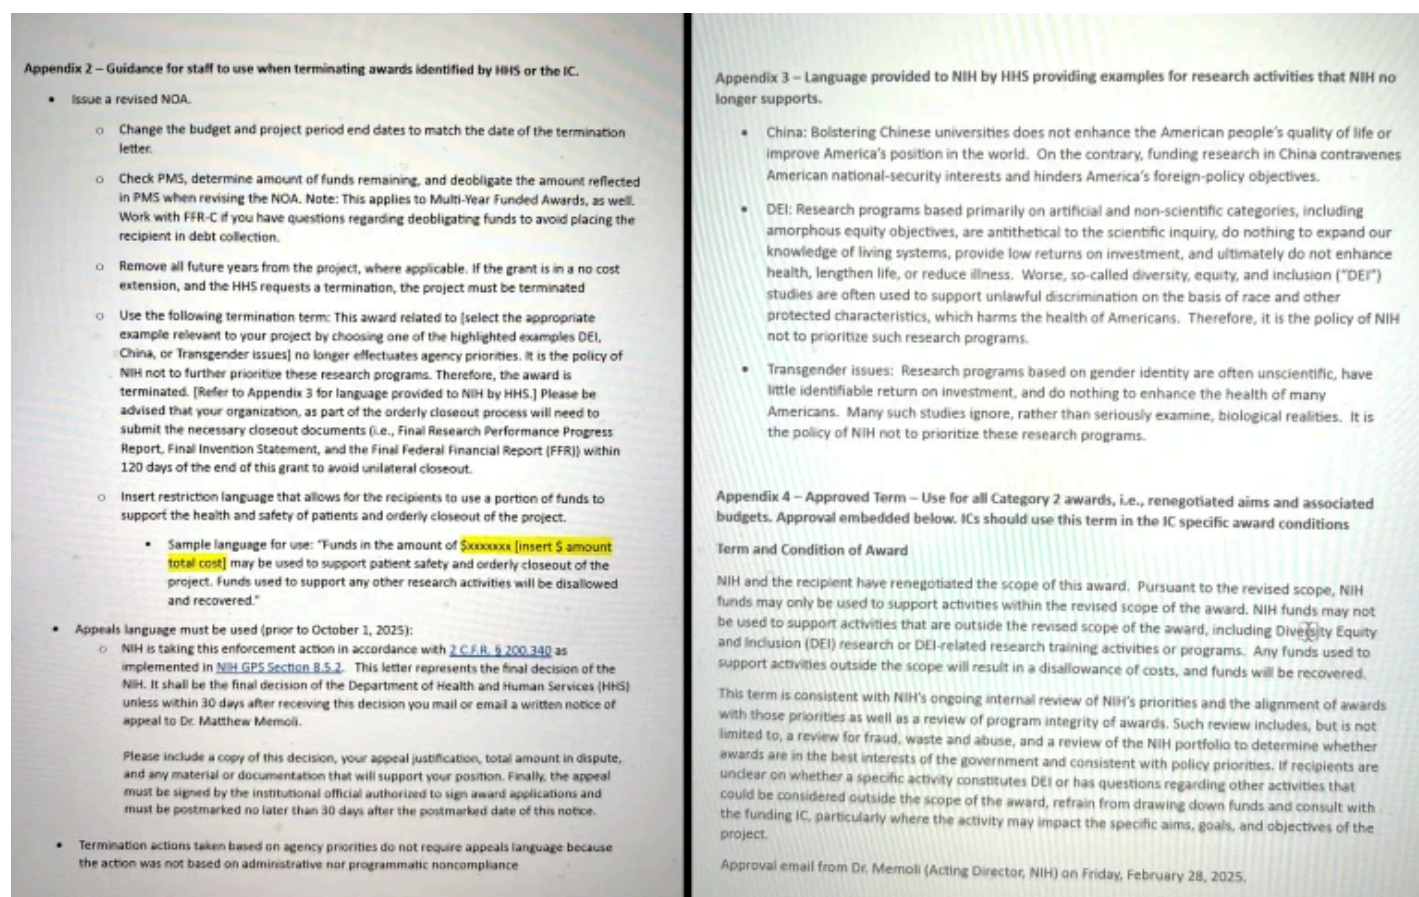 Appendix 2 – Guidance for staff to use when terminating awards identified by HHS or the IC.
• Issue a revised NOA.
o Change the budget and project period end dates to match the date of the termination
letter.
o Check PMS, determine amount of funds remaining, and deobligate the amount reflected
in PMS when revising the NOA. Note: This applies to Multi-Year Funded Awards, as well.
Work with FFR-C if you have questions regarding deobligating funds to avoid placing the
recipient in debt collection.
o Remove all future years from the project, where applicable. If the grant is in a no cost
extension, and the HHS requests a termination, the project must be terminated
o Use the following termination term: This award related to [select the appropriate
example relevant to your project by choosing one of the highlighted examples DEI,
China, or Transgender issues] no longer effectuates agency priorities. It is the policy of
NIH not to further prioritize these research programs. Therefore, the award is
terminated. [Refer to Appendix 3 for language provided to NIH by HHS.] Please be
advised that your organization, as part of the orderly closeout process will need to
submit the necessary closeout documents (i.e., Final Research Performance Progress
Report, Final Invention Statement, and the Final Federal Financial Report (FFR)) within
120 days of the end of this grant to avoid unilateral closeout.
o Insert restriction language that allows for the recipients to use a portion of funds to
support the health and safety of patients and orderly closeout of the project.
• Sample language for use: "Funds in the amount of $xxxxxxx [insert $ amount
total cost] may be used to support patient safety and orderly closeout of the
project. Funds used to support any other research activities will be disallowed
and recovered."
• Appeals language must be used (prior to October 1, 2025):
o NIH is taking this enforcement action in accordance with 2 C.F.R. § 200.340 as
implemented in NIH GPS Section 8.5.2. This letter represents the final decision of the
NIH. It shall be the final decision of the Department of Health and Human Services (HHS)
unless within 30 days after receiving this decision you mail or email a written notice of
appeal to Dr. Matthew Memoli.
Please include a copy of this decision, your appeal justification, total amount in dispute,
and any material or documentation that will support your position. Finally, the appeal
must be signed by the institutional official authorized to sign award applications and
must be postmarked no later than 30 days after the postmarked date of this notice.
• Termination actions taken based on agency priorities do not require appeals language because
the action was not based on administrative nor programmatic noncompliance
Appendix 3 – Language provided to NIH by HHS providing examples for research activities that NIH no
longer supports.
• China: Bolstering Chinese universities does not enhance the American people's quality of life or
improve America's position in the world. On the contrary, funding research in China contravenes
American national-security interests and hinders America's foreign-policy objectives.
• DEI: Research programs based primarily on artificial and non-scientific categories, including
amorphous equity objectives, are antithetical to the scientific inquiry, do nothing to expand our
knowledge of living systems, provide low returns on investment, and ultimately do not enhance
health, lengthen life, or reduce illness. Worse, so-called diversity, equity, and inclusion ("DEI")
studies are often used to support unlawful discrimination on the basis of race and other
protected characteristics, which harms the health of Americans. Therefore, it is the policy of NIH
not to prioritize such research programs.
• Transgender issues: Research programs based on gender identity are often unscientific, have
little identifiable return on investment, and do nothing to enhance the health of many
Americans. Many such studies ignore, rather than seriously examine, biological realities. It is
the policy of NIH not to prioritize these research programs.
Appendix 4 – Approved Term – Use for all Category 2 awards, i.e., renegotiated aims and associated
budgets. Approval embedded below. ICs should use this term in the IC specific award conditions
Term and Condition of Award
NIH and the recipient have renegotiated the scope of this award. Pursuant to the revised scope, NIH
funds may only be used to support activities within the revised scope of the award. NIH funds may not
be used to support activities that are outside the revised scope of the award, including Diversity Equity
and Inclusion (DEI) research or DEI-related research training activities or programs. Any funds used to
support activities outside the scope will result in a disallowance of costs, and funds will be recovered.
This term is consistent with NIH's ongoing internal review of NIH's priorities and the alignment of awards
with those priorities as well as a review of program integrity of awards. Such review includes, but is not
limited to, a review for fraud, waste and abuse, and a review of the NIH portfolio to determine whether
awards are in the best interests of the government and consistent with policy priorities. If recipients are
unclear on whether a specific activity constitutes DEI or has questions regarding other activities that
could be considered outside the scope of the award, refrain from drawing down funds and consult with
the funding IC, particularly where the activity may impact the specific aims, goals, and objectives of the
project.
Approval email from Dr. Memoli (Acting Director, NIH) on Friday, February 28, 2025.